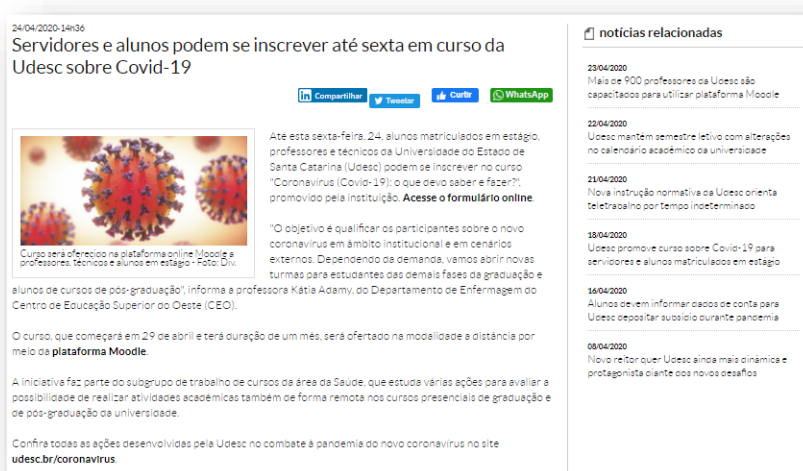 24/04/2020-14h36
Servidores e alunos podem se inscrever até sexta em curso da
Udesc sobre Covid-19
in Compartilhar
Tweetar
Curtir
WhatsApp
Até esta sexta-feira, 24, alunos matriculados em estágio,
professores e técnicos da Universidade do Estado de
Santa Catarina (Udesc) podem se inscrever no curso
"Coronavírus (Covid-19): o que devo saber e fazer?",
promovido pela instituição. Acesse o formulário online.
Curso será oferecido na plataforma online Moodle a
professores, técnicos e alunos em estágio - Foto: Div.
"O objetivo é qualificar os participantes sobre o novo
coronavírus em âmbito institucional e em cenários
externos. Dependendo da demanda, vamos abrir novas
turmas para estudantes das demais fases da graduação e
alunos de cursos de pós-graduação", informa a professora Kátia Adamy, do Departamento de Enfermagem do
Centro de Educação Superior do Oeste (CEO).
O curso, que começará em 29 de abril e terá duração de um mês, será ofertado na modalidade a distância por
meio da plataforma Moodle.
A iniciativa faz parte do subgrupo de trabalho de cursos da área da Saúde, que estuda várias ações para avaliar a
possibilidade de realizar atividades acadêmicas também de forma remota nos cursos presenciais de graduação e
de pós-graduação da universidade.
Confira todas as ações desenvolvidas pela Udesc no combate à pandemia do novo coronavírus no site
udesc.br/coronavirus.
notícias relacionadas
23/04/2020
Mais de 900 professores da Udesc são
capacitados para utilizar plataforma Moodle
22/04/2020
Udesc mantém semestre letivo com alterações
no calendário acadêmico da universidade
21/04/2020
Nova instrução normativa da Udesc orienta
teletrabalho por tempo indeterminado
18/04/2020
Udesc promove curso sobre Covid-19 para
servidores e alunos matriculados em estágio
16/04/2020
Alunos devem informar dados de conta para
Udesc depositar subsídio durante pandemia
08/04/2020
Novo reitor quer Udesc ainda mais dinâmica e
protagonista diante dos novos desafios